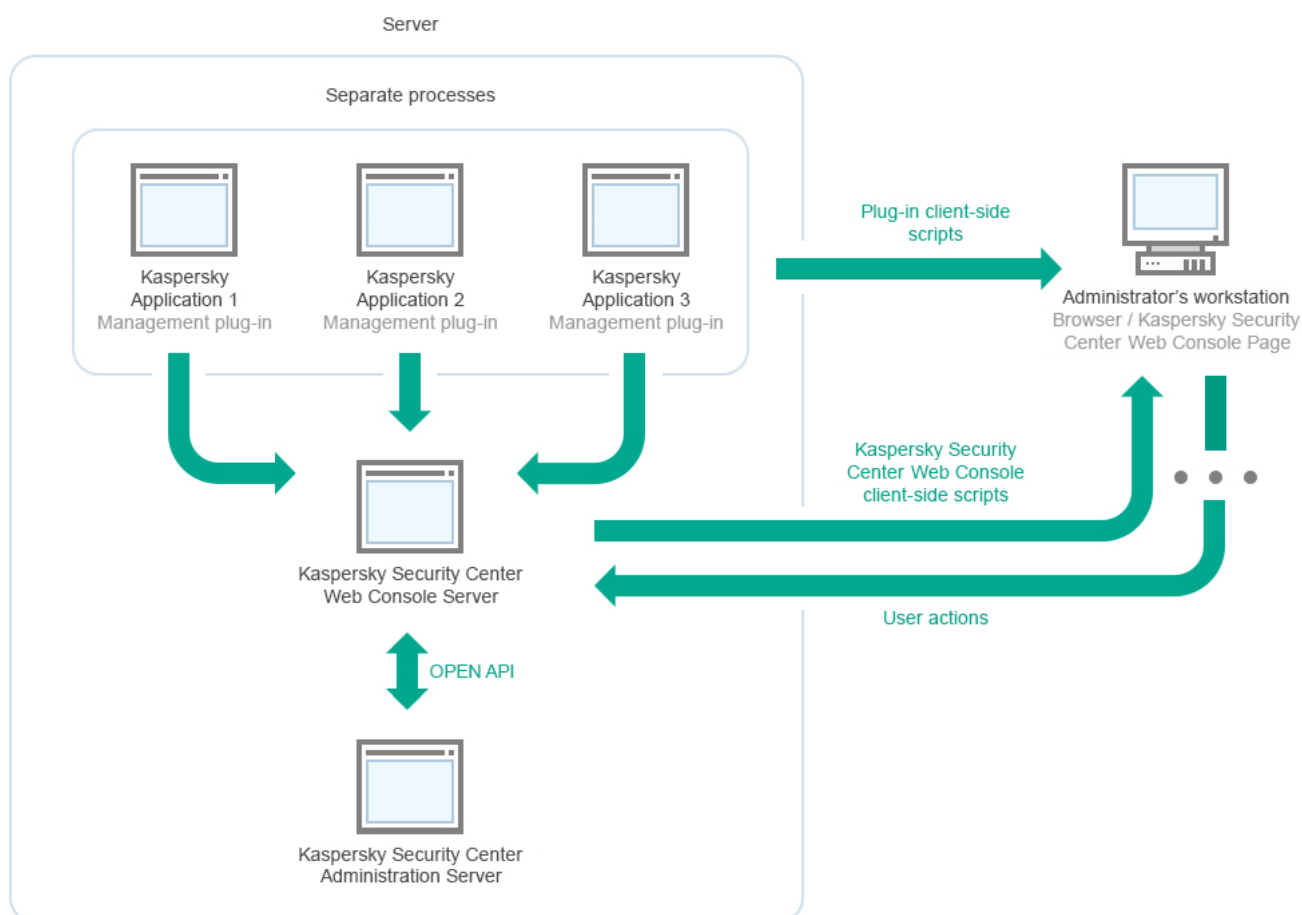 Server
Separate processes
Kaspersky
Application 1
Management plug-in
Kaspersky
Application 2
Management plug-in
Kaspersky
Application 3
Management plug-in
Plug-in client-side
scripts
Administrator's workstation
Browser / Kaspersky Security
Center Web Console Page
Kaspersky Security
Center Web Console
client-side scripts
Kaspersky Security Center
Web Console Server
User actions
OPEN API
Kaspersky Security Center
Administration Server